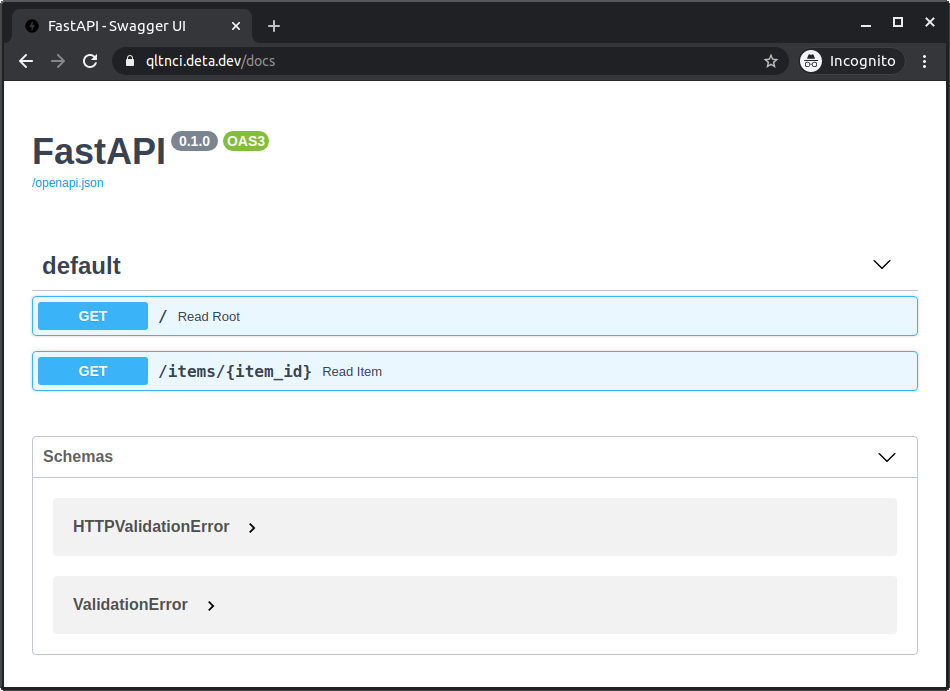 FastAPI - Swagger UI
qltnci.deta.dev/docs
Incognito
FastAPI 0.1.0 OAS3
/openapi.json
default
GET / Read Root
GET /items/{item_id} Read Item
Schemas
HTTPValidationError
ValidationError